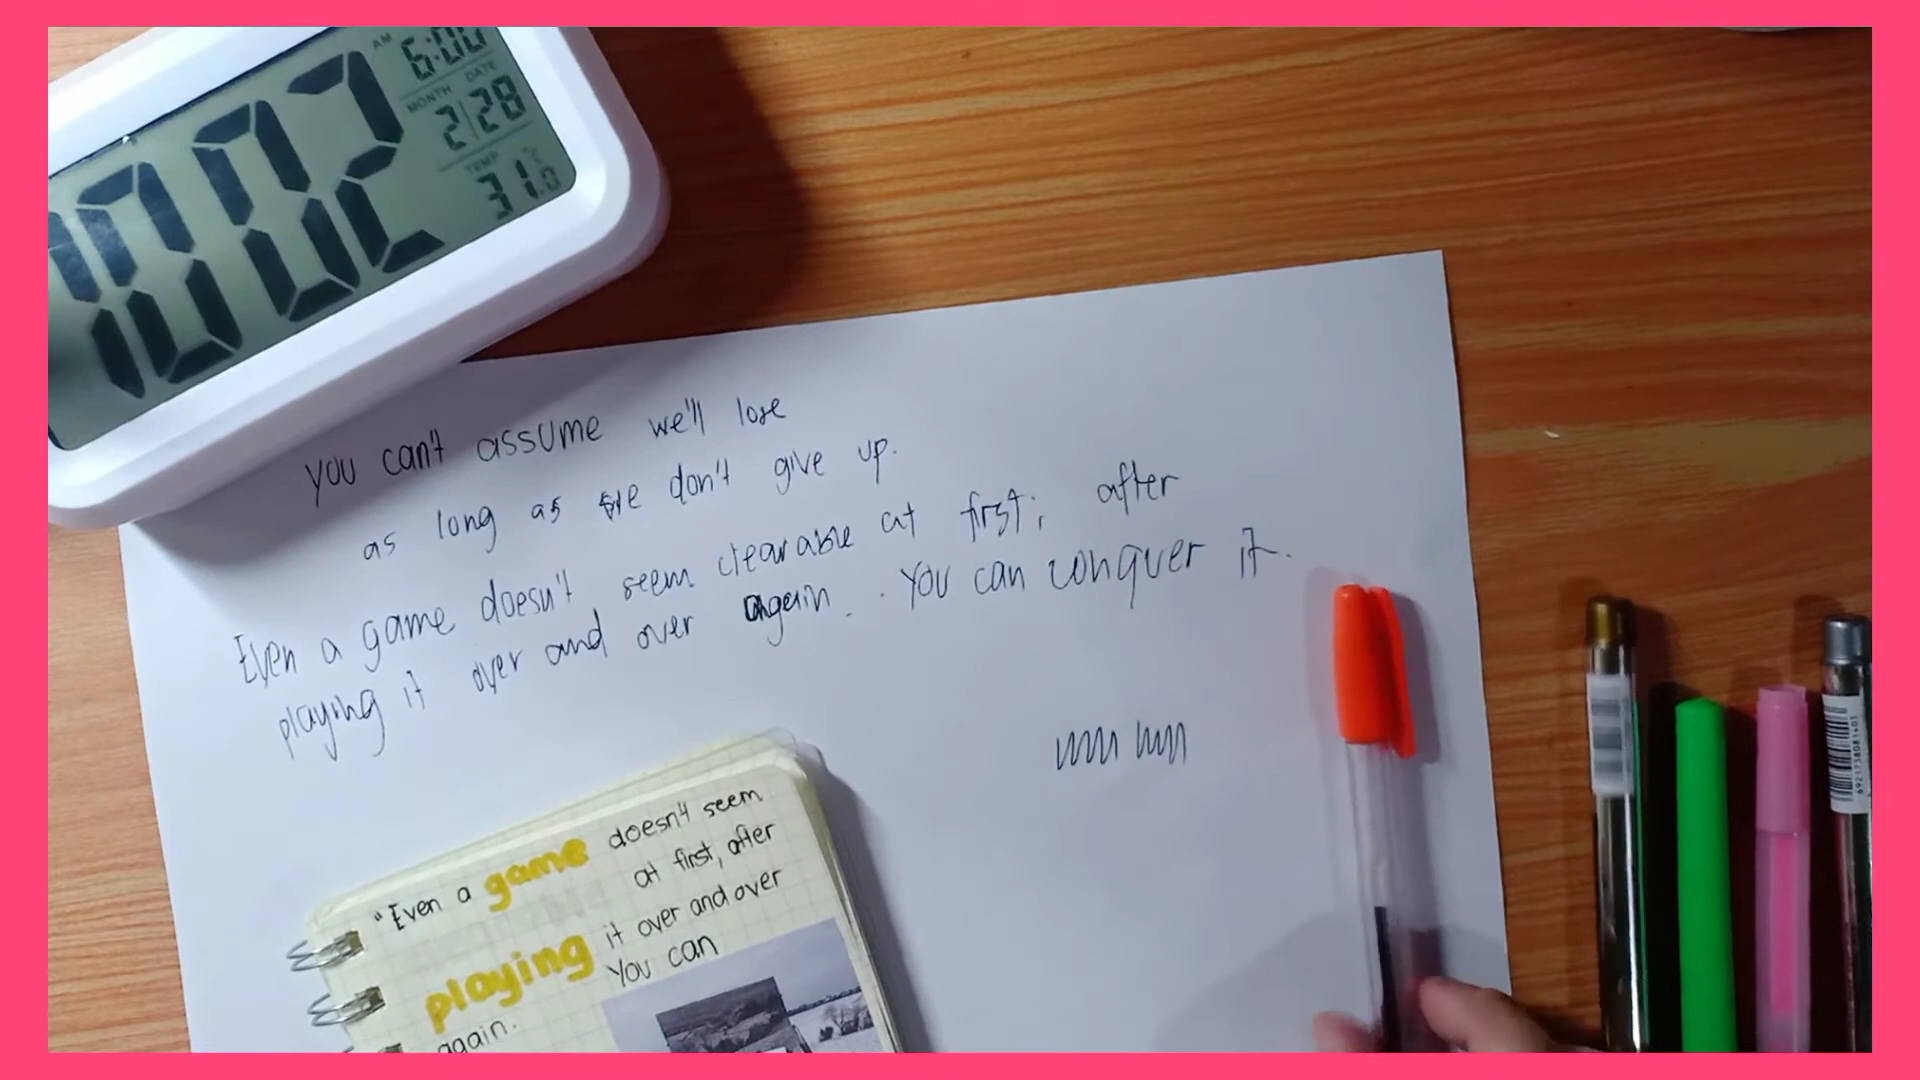 AM 6:00
MONTH DATE
2 28
TEMP °C
31.0
you can't assume we'll lose
as long as we don't give up.
Even a game doesn't seem clearable at first, after
playing it over and over again. You can conquer it.
"Even a game doesn't seem
at first, after
playing it over and over
again. You can
6921738081405